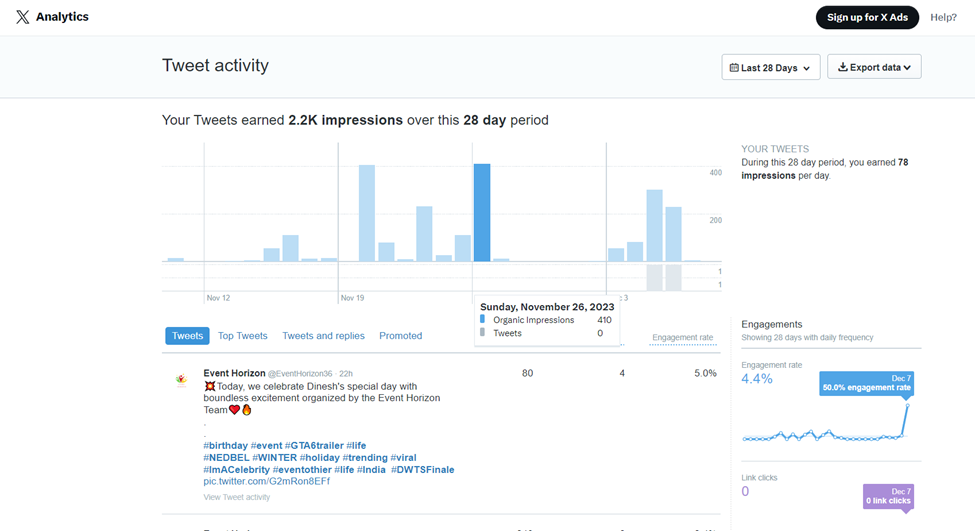 X Analytics
Sign up for X Ads
Help?
Tweet activity
Last 28 Days
Export data
Your Tweets earned 2.2K impressions over this 28 day period
400
200
1
1
Nov 12
Nov 19
: 3
Sunday, November 26, 2023
Organic Impressions 410
Tweets 0
YOUR TWEETS
During this 28 day period, you earned 78
impressions per day.
Tweets
Top Tweets
Tweets and replies
Promoted
Engagement rate
Event Horizon @EventHorizon36 · 22h
80
4
5.0%
💥Today, we celebrate Dinesh's special day with
boundless excitement organized by the Event Horizon
Team❤️🔥
.
.
#birthday #event #GTA6trailer #life
#NEDBEL #WINTER #holiday #trending #viral
#ImACelebrity #eventothier #life #India #DWTSFinale
pic.twitter.com/G2mRon8EFf
View Tweet activity
Engagements
Showing 28 days with daily frequency
Engagement rate
4.4%
Dec 7
50.0% engagement rate
Link clicks
0
Dec 7
0 link clicks